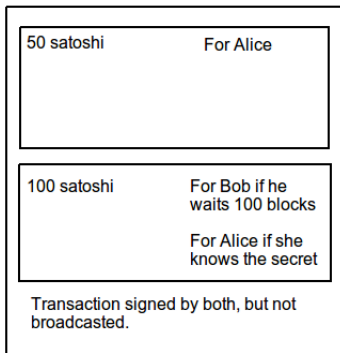 50 satoshi For Alice
100 satoshi For Bob if he
waits 100 blocks
For Alice if she
knows the secret
Transaction signed by both, but not
broadcasted.